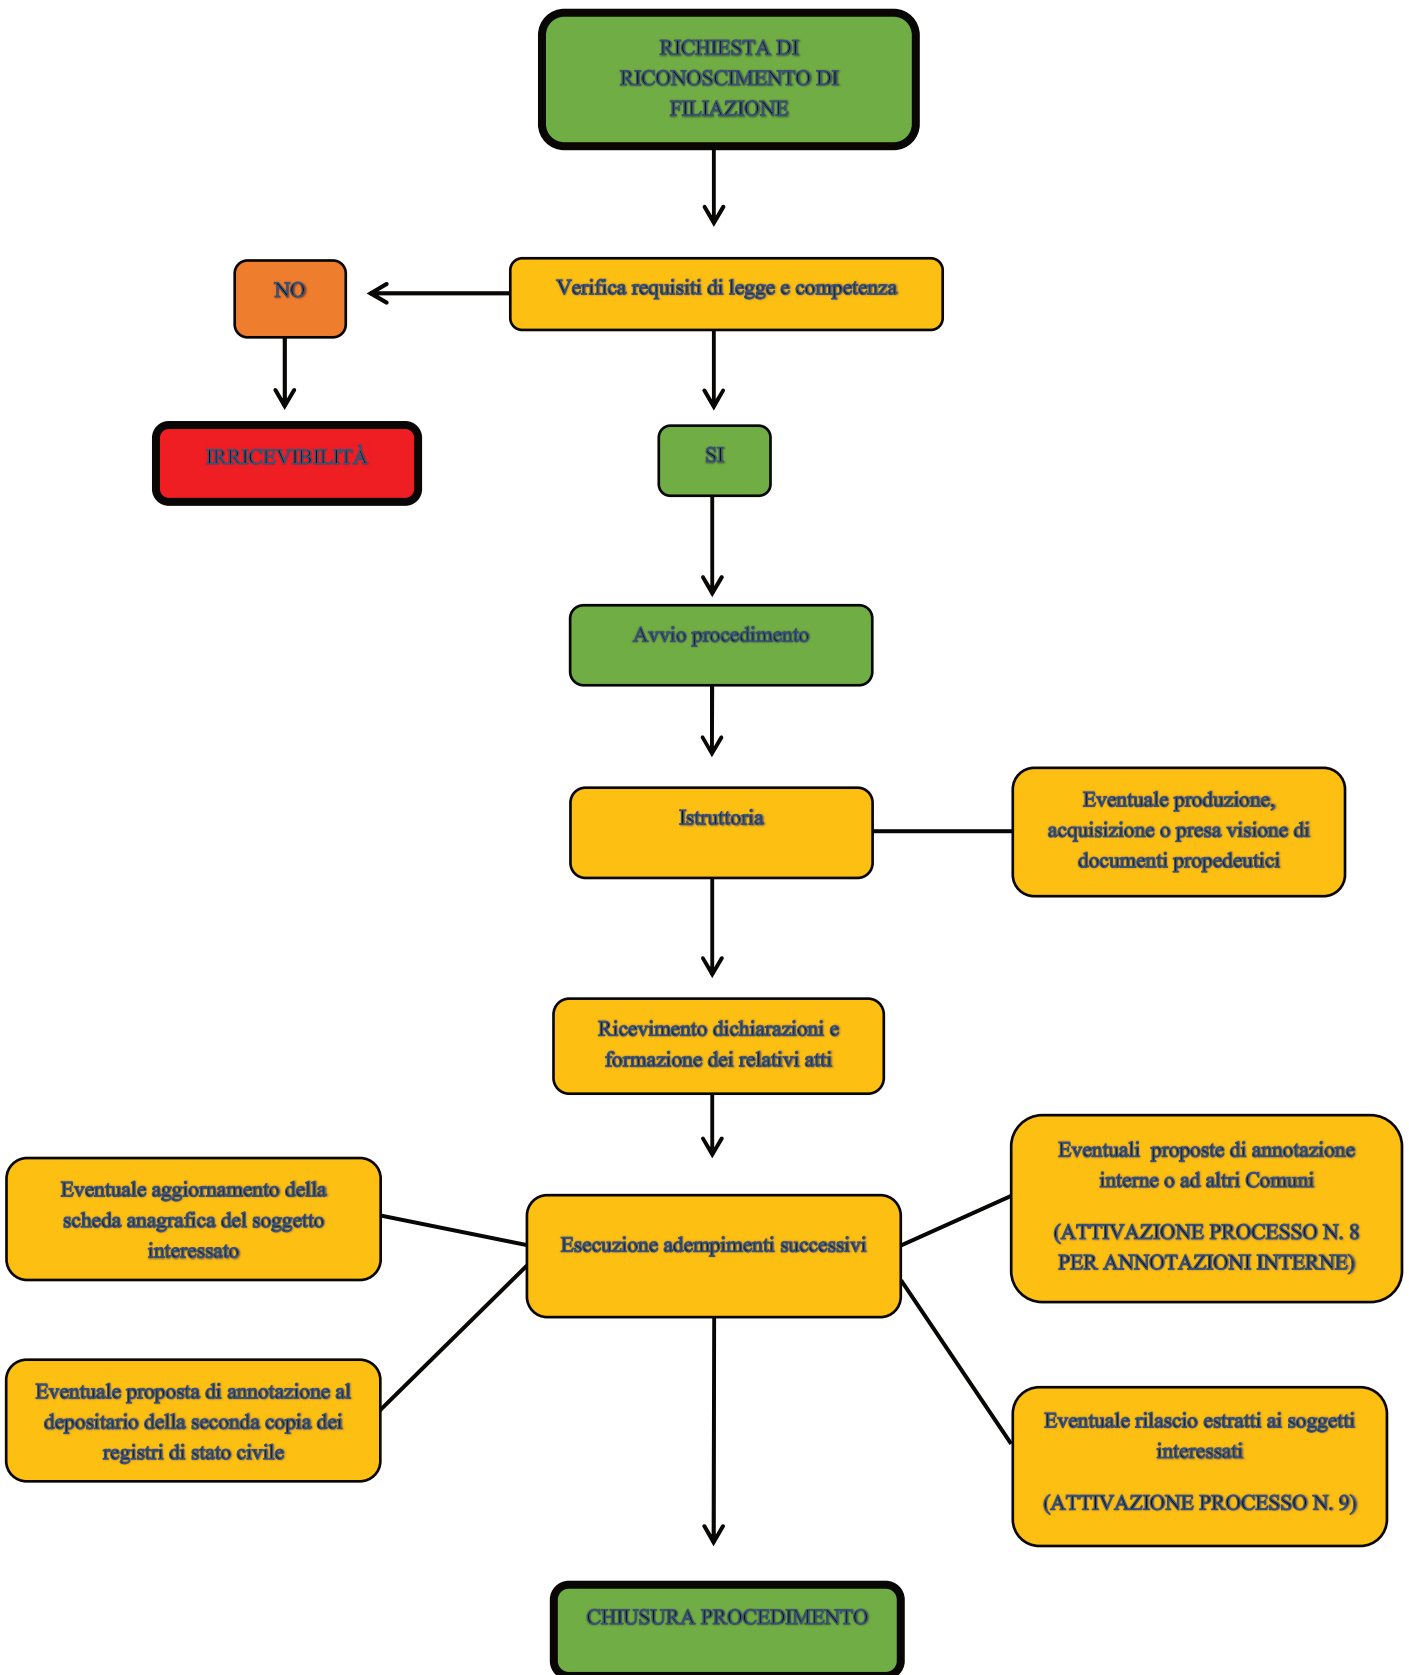 RICHIESTA DI
RICONOSCIMENTO DI
FILIAZIONE
NO
Verifica requisiti di legge e competenza
IRRICEVIBILITÀ
SI
Avvio procedimento
Istruttoria
Eventuale produzione,
acquisizione o presa visione di
documenti propedeutici
Ricevimento dichiarazioni e
formazione dei relativi atti
Eventuale aggiornamento della
scheda anagrafica del soggetto
interessato
Esecuzione adempimenti successivi
Eventuali  proposte di annotazione
interne o ad altri Comuni
(ATTIVAZIONE PROCESSO N. 8
PER ANNOTAZIONI INTERNE)
Eventuale proposta di annotazione al
depositario della seconda copia dei
registri di stato civile
Eventuale rilascio estratti ai soggetti
interessati
(ATTIVAZIONE PROCESSO N. 9)
CHIUSURA PROCEDIMENTO